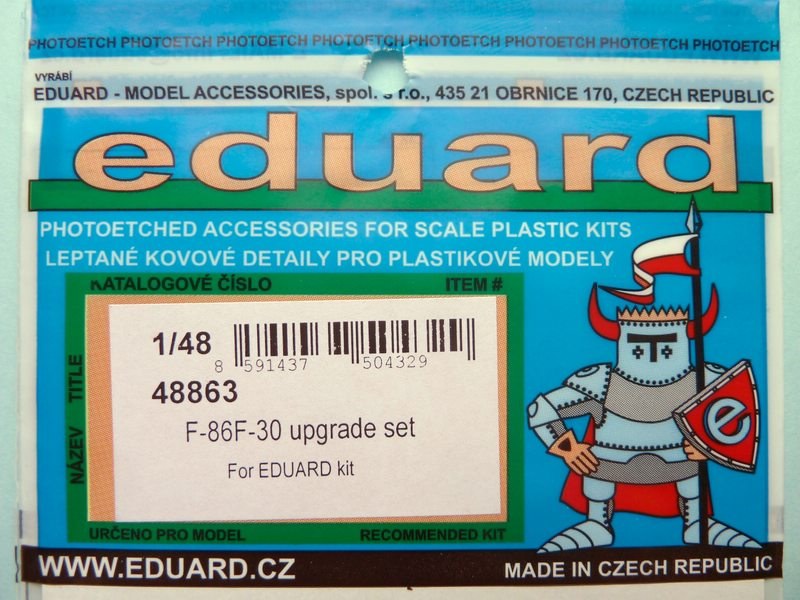 PHOTOETCH PHOTOETCH PHOTOETCH PHOTOETCH PHOTOETCH PHOTOETCH PHOTOETCH PHOTOETCH
VYRÁBÍ
EDUARD - MODEL ACCESSORIES, spol. s r.o., 435 21 OBRNICE 170, CZECH REPUBLIC
eduard
PHOTOETCHED ACCESSORIES FOR SCALE PLASTIC KITS
LEPTANÉ KOVOVÉ DETAILY PRO PLASTIKOVÉ MODELY
KATALOGOVÉ ČÍSLO ITEM #
NÁZEV TITLE
1/48
8 591437 504329
48863
F-86F-30 upgrade set
For EDUARD kit
e
URČENO PRO MODEL RECOMMENDED KIT
WWW.EDUARD.CZ MADE IN CZECH REPUBLIC